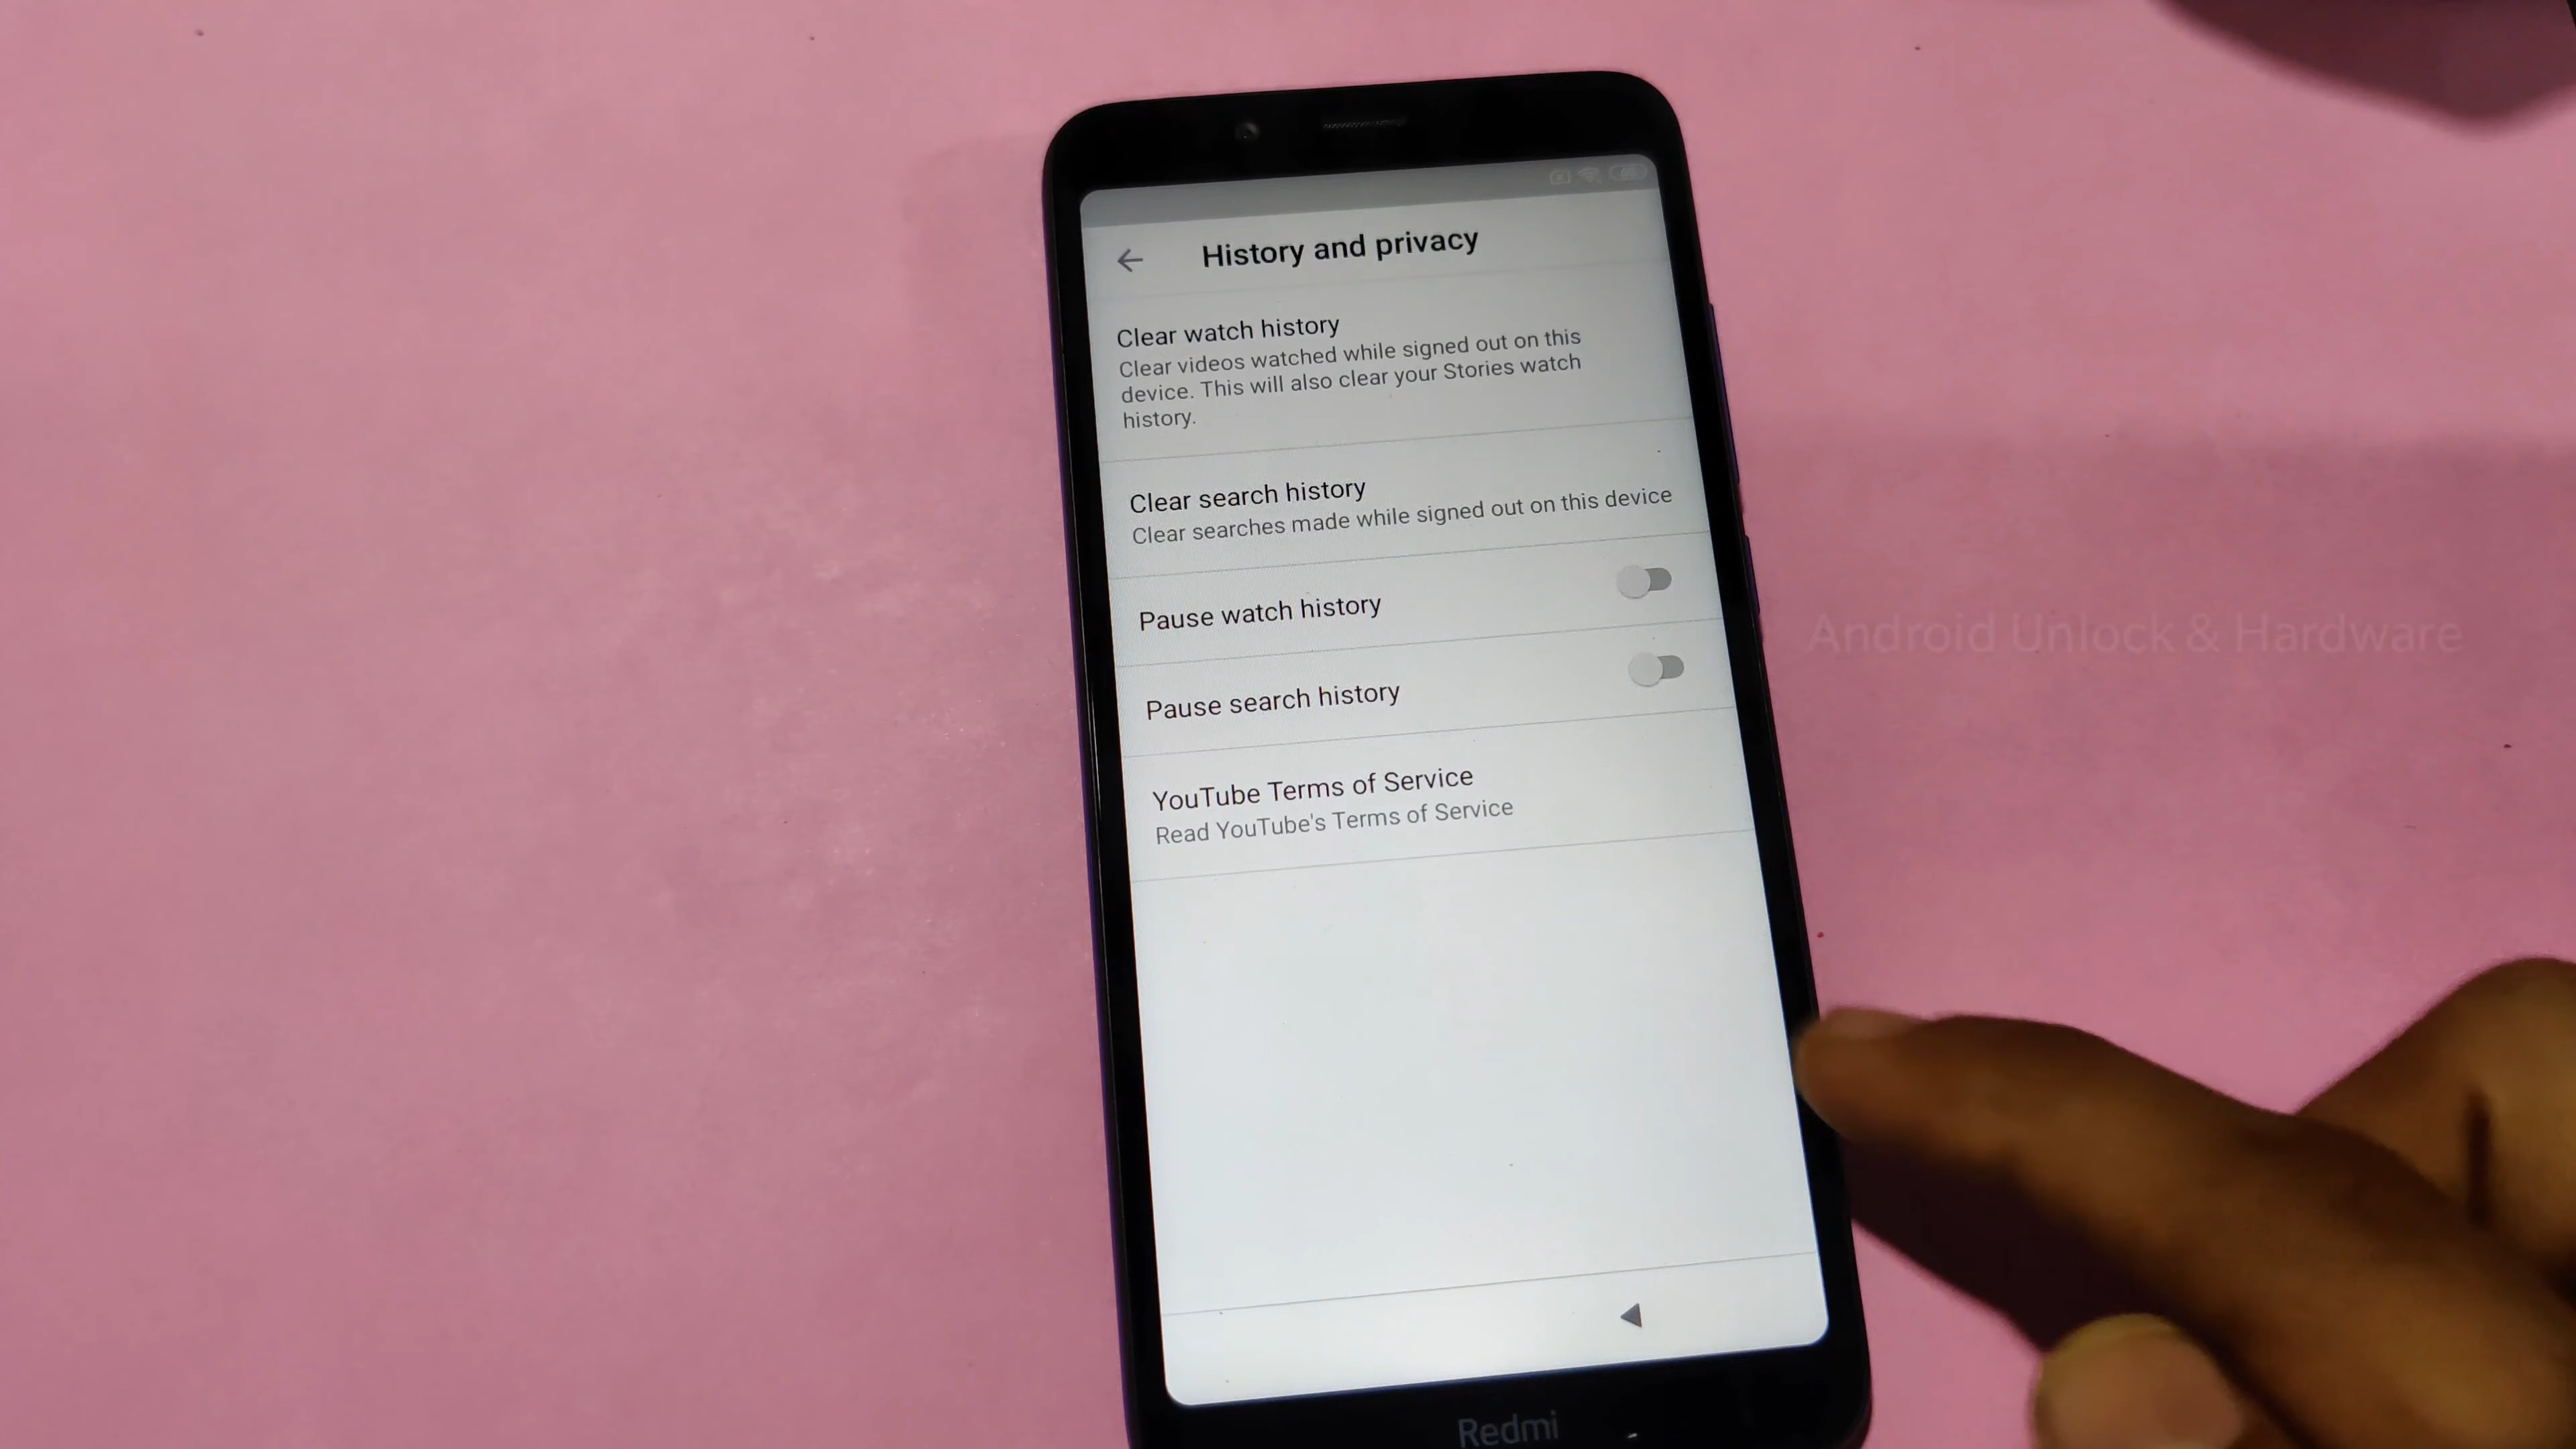 History and privacy
Clear watch history
Clear videos watched while signed out on this
device. This will also clear your Stories watch
history.
Clear search history
Clear searches made while signed out on this device
Pause watch history
Pause search history
YouTube Terms of Service
Read YouTube's Terms of Service
Android Unlock & Hardware
Redmi